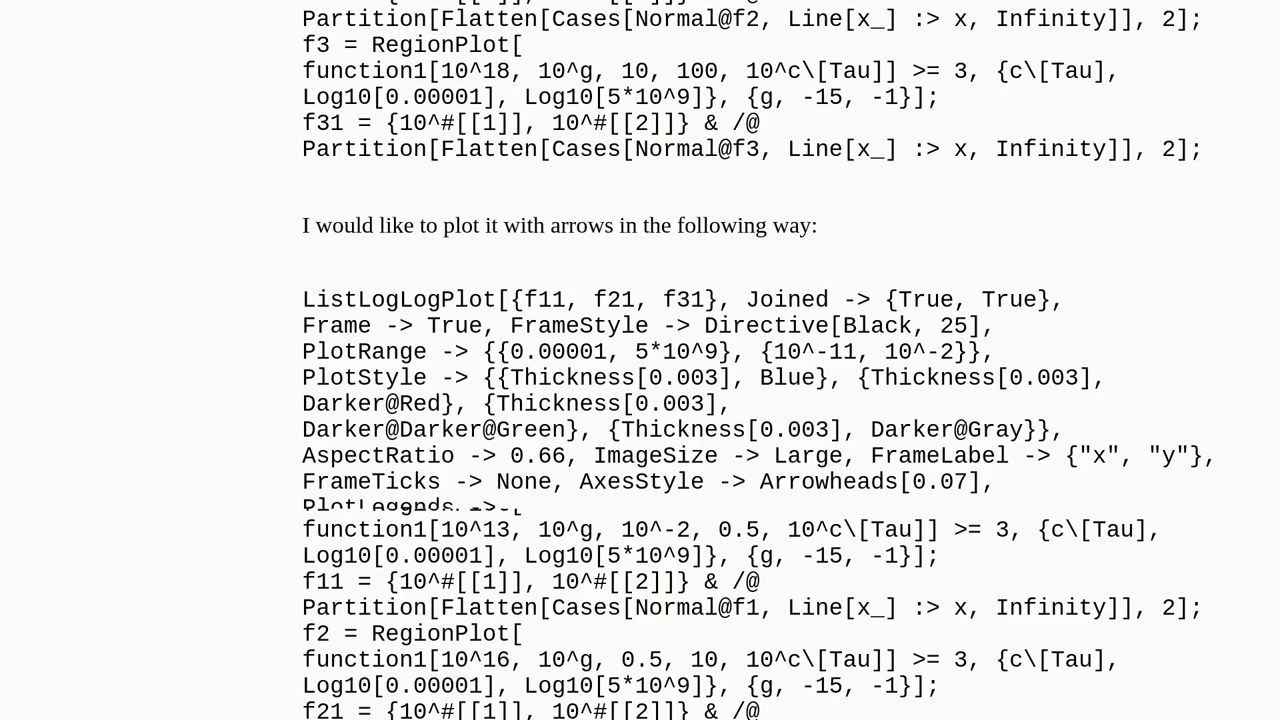 Partition[Flatten[Cases[Normal@f2, Line[x_] :> x, Infinity]], 2];
f3 = RegionPlot[
function1[10^18, 10^g, 10, 100, 10^c\[Tau]] >= 3, {c\[Tau],
Log10[0.00001], Log10[5*10^9]}, {g, -15, -1}];
f31 = {10^#[[1]], 10^#[[2]]} & /@
Partition[Flatten[Cases[Normal@f3, Line[x_] :> x, Infinity]], 2];
I would like to plot it with arrows in the following way:
ListLogLogPlot[{f11, f21, f31}, Joined -> {True, True},
Frame -> True, FrameStyle -> Directive[Black, 25],
PlotRange -> {{0.00001, 5*10^9}, {10^-11, 10^-2}},
PlotStyle -> {{Thickness[0.003], Blue}, {Thickness[0.003],
Darker@Red}, {Thickness[0.003],
Darker@Darker@Green}, {Thickness[0.003], Darker@Gray}},
AspectRatio -> 0.66, ImageSize -> Large, FrameLabel -> {"x", "y"},
FrameTicks -> None, AxesStyle -> Arrowheads[0.07],
function1[10^13, 10^g, 10^-2, 0.5, 10^c\[Tau]] >= 3, {c\[Tau],
Log10[0.00001], Log10[5*10^9]}, {g, -15, -1}];
f11 = {10^#[[1]], 10^#[[2]]} & /@
Partition[Flatten[Cases[Normal@f1, Line[x_] :> x, Infinity]], 2];
f2 = RegionPlot[
function1[10^16, 10^g, 0.5, 10, 10^c\[Tau]] >= 3, {c\[Tau],
Log10[0.00001], Log10[5*10^9]}, {g, -15, -1}];
f21 = {10^#[[1]], 10^#[[2]]} & /@